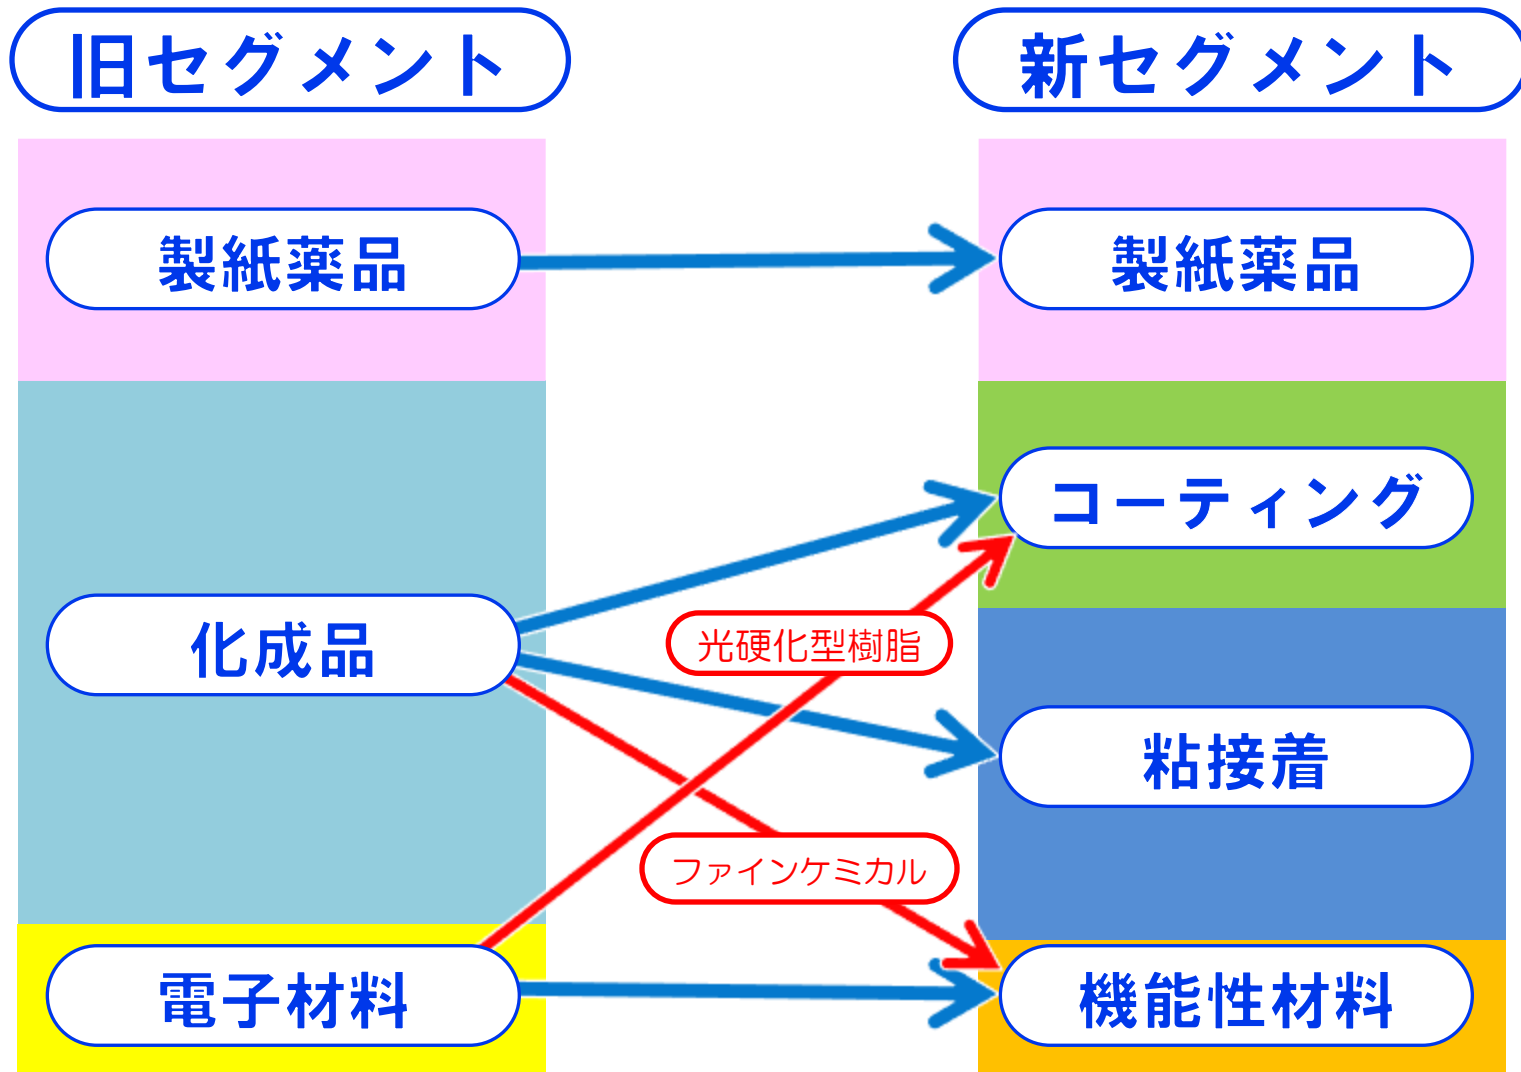 旧セグメント
新セグメント
製紙薬品
製紙薬品
コーティング
化成品
光硬化型樹脂
粘接着
ファインケミカル
電子材料
機能性材料